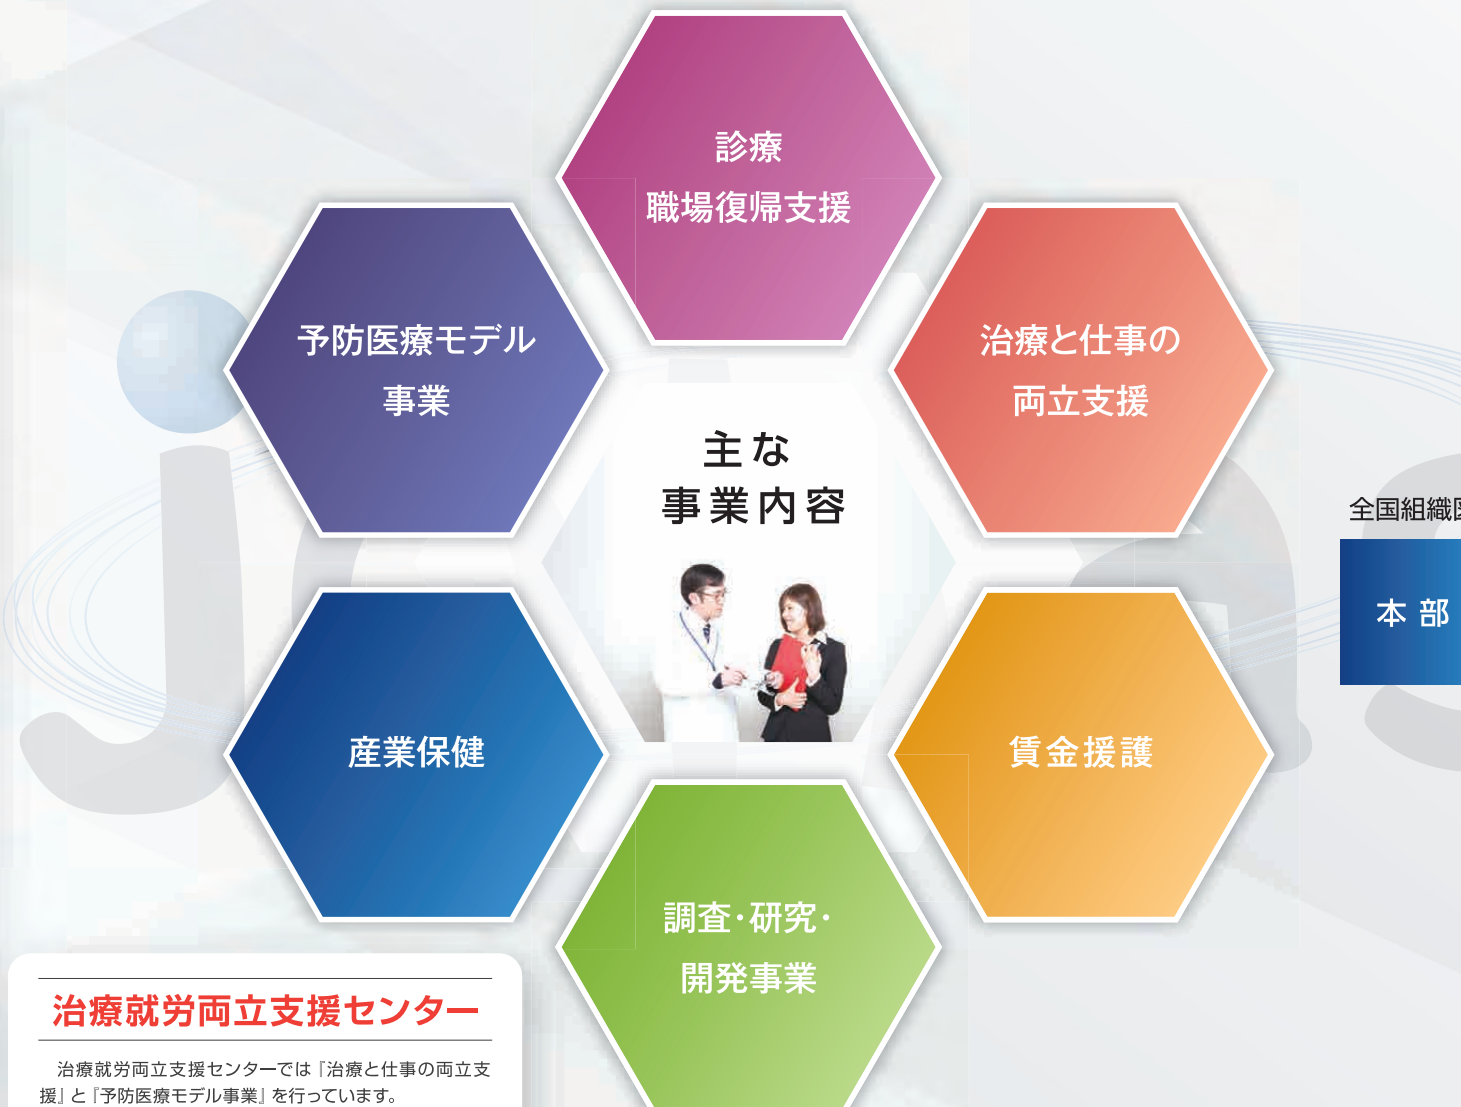 診療
職場復帰支援
予防医療モデル
事業
治療と仕事の
両立支援
主な
事業内容
全国組織図
本部
産業保健
賃金援護
調査・研究・
開発事業
治療就労両立支援センター
治療就労両立支援センターでは『治療と仕事の両立支
援』と『予防医療モデル事業』を行っています。